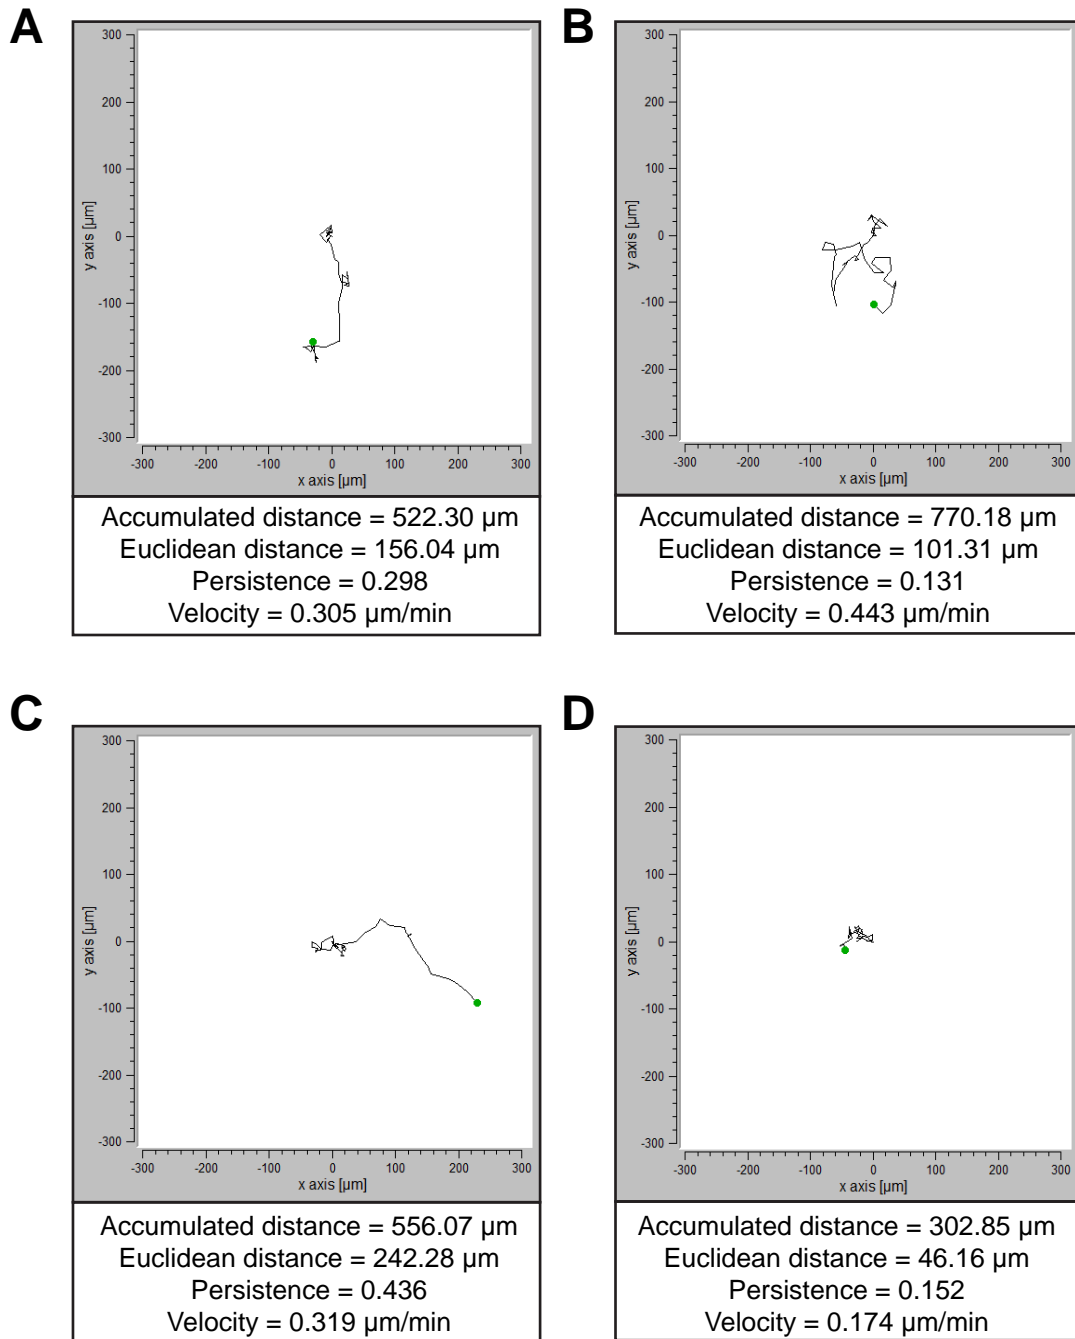 A
300
200
100
0
-100
-200
-300
y axis [µm]
-300 -200 -100 0 100 200 300
x axis [µm]
Accumulated distance = 522.30 µm
Euclidean distance = 156.04 µm
Persistence = 0.298
Velocity = 0.305 µm/min
B
300
200
100
0
-100
-200
-300
y axis [µm]
-300 -200 -100 0 100 200 300
x axis [µm]
Accumulated distance = 770.18 µm
Euclidean distance = 101.31 µm
Persistence = 0.131
Velocity = 0.443 µm/min
C
300
200
100
0
-100
-200
-300
y axis [µm]
-300 -200 -100 0 100 200 300
x axis [µm]
Accumulated distance = 556.07 µm
Euclidean distance = 242.28 µm
Persistence = 0.436
Velocity = 0.319 µm/min
D
300
200
100
0
-100
-200
-300
y axis [µm]
-300 -200 -100 0 100 200 300
x axis [µm]
Accumulated distance = 302.85 µm
Euclidean distance = 46.16 µm
Persistence = 0.152
Velocity = 0.174 µm/min